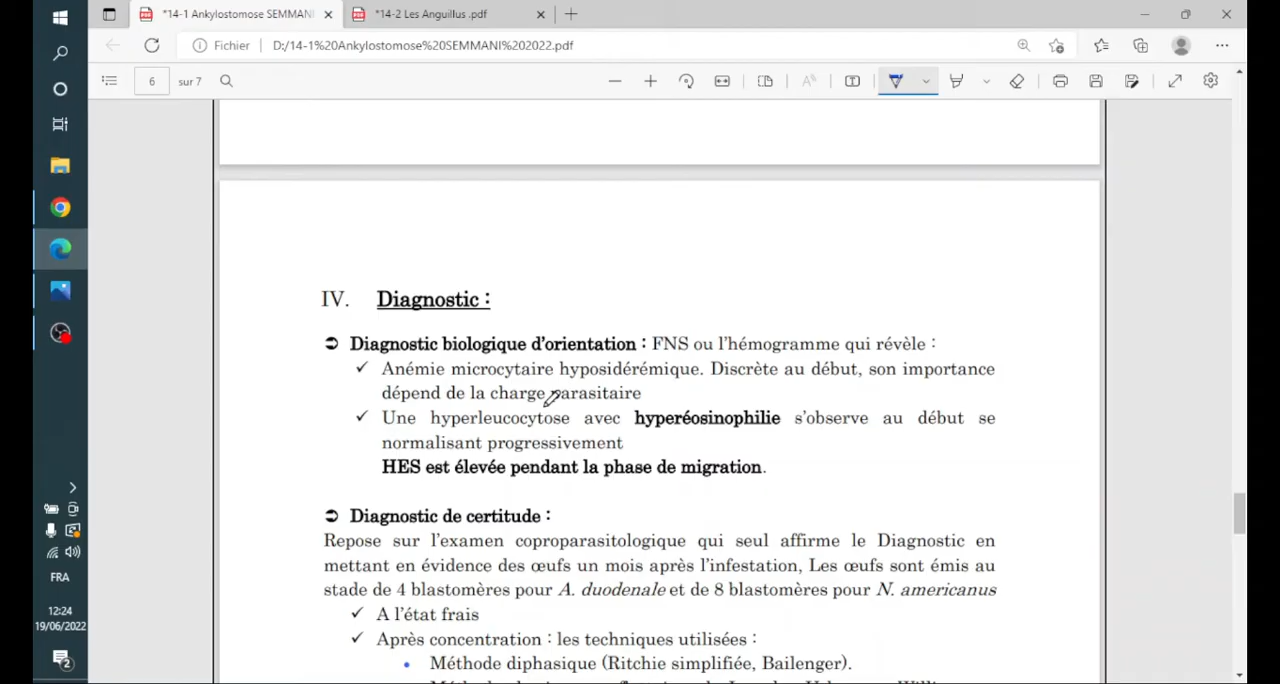 *14-1 Ankylostomose SEMMANI
*14-2 Les Anguillus .pdf
Fichier
D:/14-1%20Ankylostomose%20SEMMANI%202022.pdf
6 sur 7
IV. Diagnostic :
Diagnostic biologique d'orientation : FNS ou l'hémogramme qui révèle :
✓ Anémie microcytaire hyposidérémique. Discrète au début, son importance
dépend de la charge parasitaire
✓ Une hyperleucocytose avec hyperéosinophilie s'observe au début se
normalisant progressivement
HES est élevée pendant la phase de migration.
Diagnostic de certitude :
Repose sur l'examen coproparasitologique qui seul affirme le Diagnostic en
mettant en évidence des œufs un mois après l'infestation, Les œufs sont émis au
stade de 4 blastomères pour A. duodenale et de 8 blastomères pour N. americanus
✓ A l'état frais
✓ Après concentration : les techniques utilisées :
• Méthode diphasique (Ritchie simplifiée, Bailenger).
FRA
12:24
19/06/2022
2